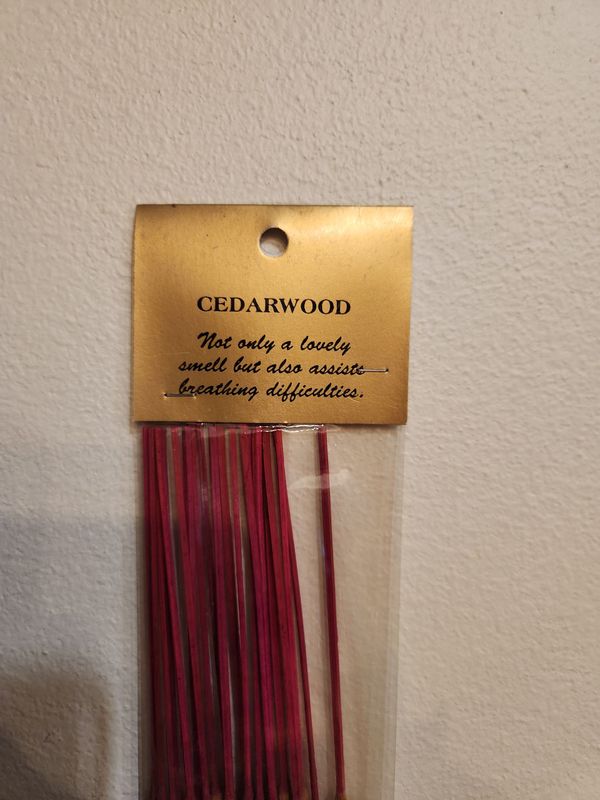 CEDARWOOD
Not only a lovely
smell but also assists
breathing difficulties.